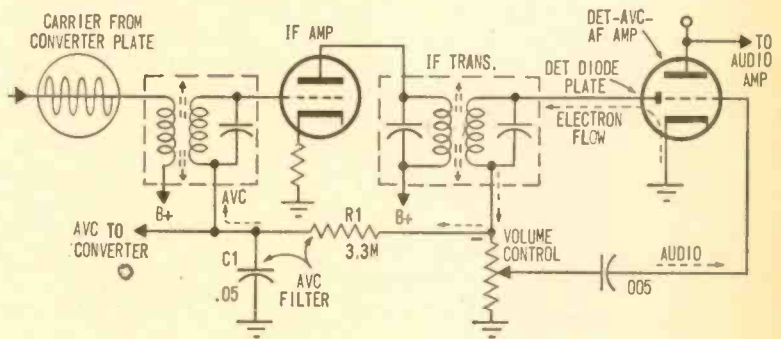 CARRIER FROM
CONVERTER PLATE
IF AMP
IF TRANS.
DET-AVC-
AF AMP
TO
AUDIO
AMP
DET DIODE
PLATE
ELECTRON
FLOW
B+
AVC
B+
AVC TO
CONVERTER
C1
.05
AVC
FILTER
R1
3.3M
-
VOLUME
CONTROL
AUDIO
.005